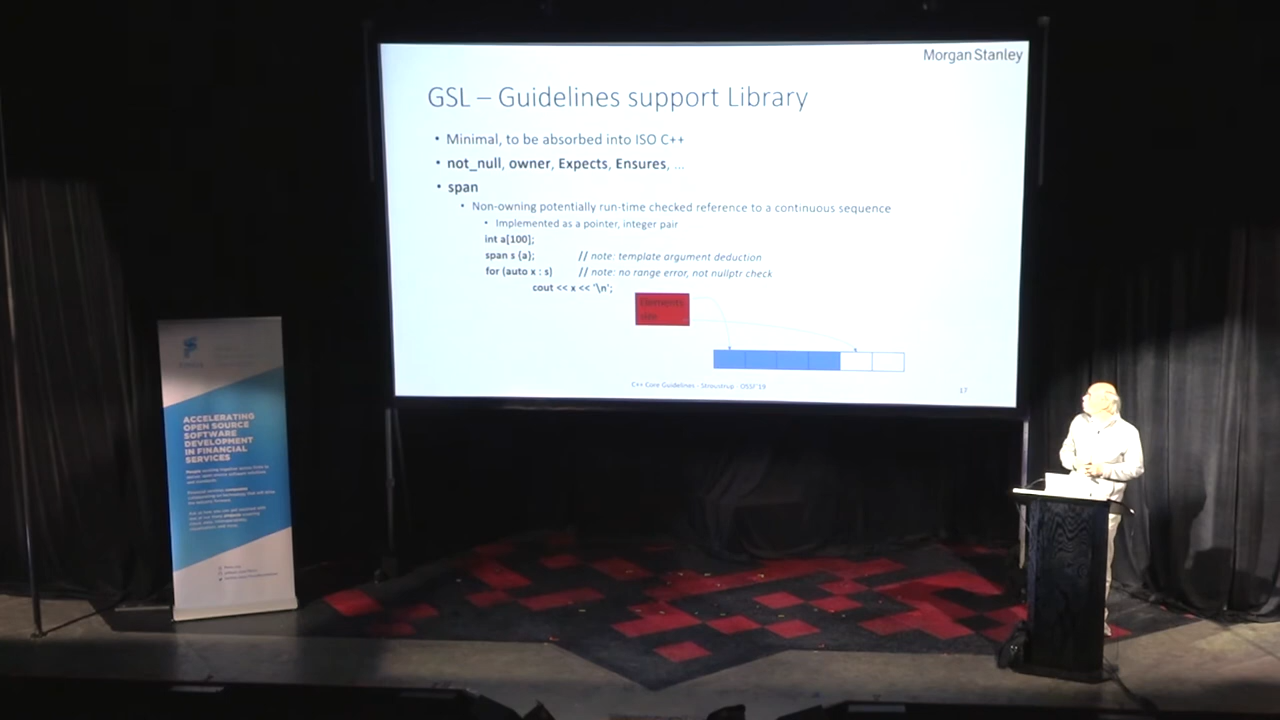 Morgan Stanley
GSL – Guidelines support Library
• Minimal, to be absorbed into ISO C++
• not_null, owner, Expects, Ensures, ...
• span
• Non-owning potentially run-time checked reference to a continuous sequence
• Implemented as a pointer, integer pair
int a[100];
span s {a}; // note: template argument deduction
for (auto x : s) // note: no range error, not nullptr check
cout << x << '\n';
Elements
size
C++ Core Guidelines - Stroustrup - OSSF'19
17
ACCELERATING
OPEN SOURCE
SOFTWARE
DEVELOPMENT
IN FINANCIAL
SERVICES